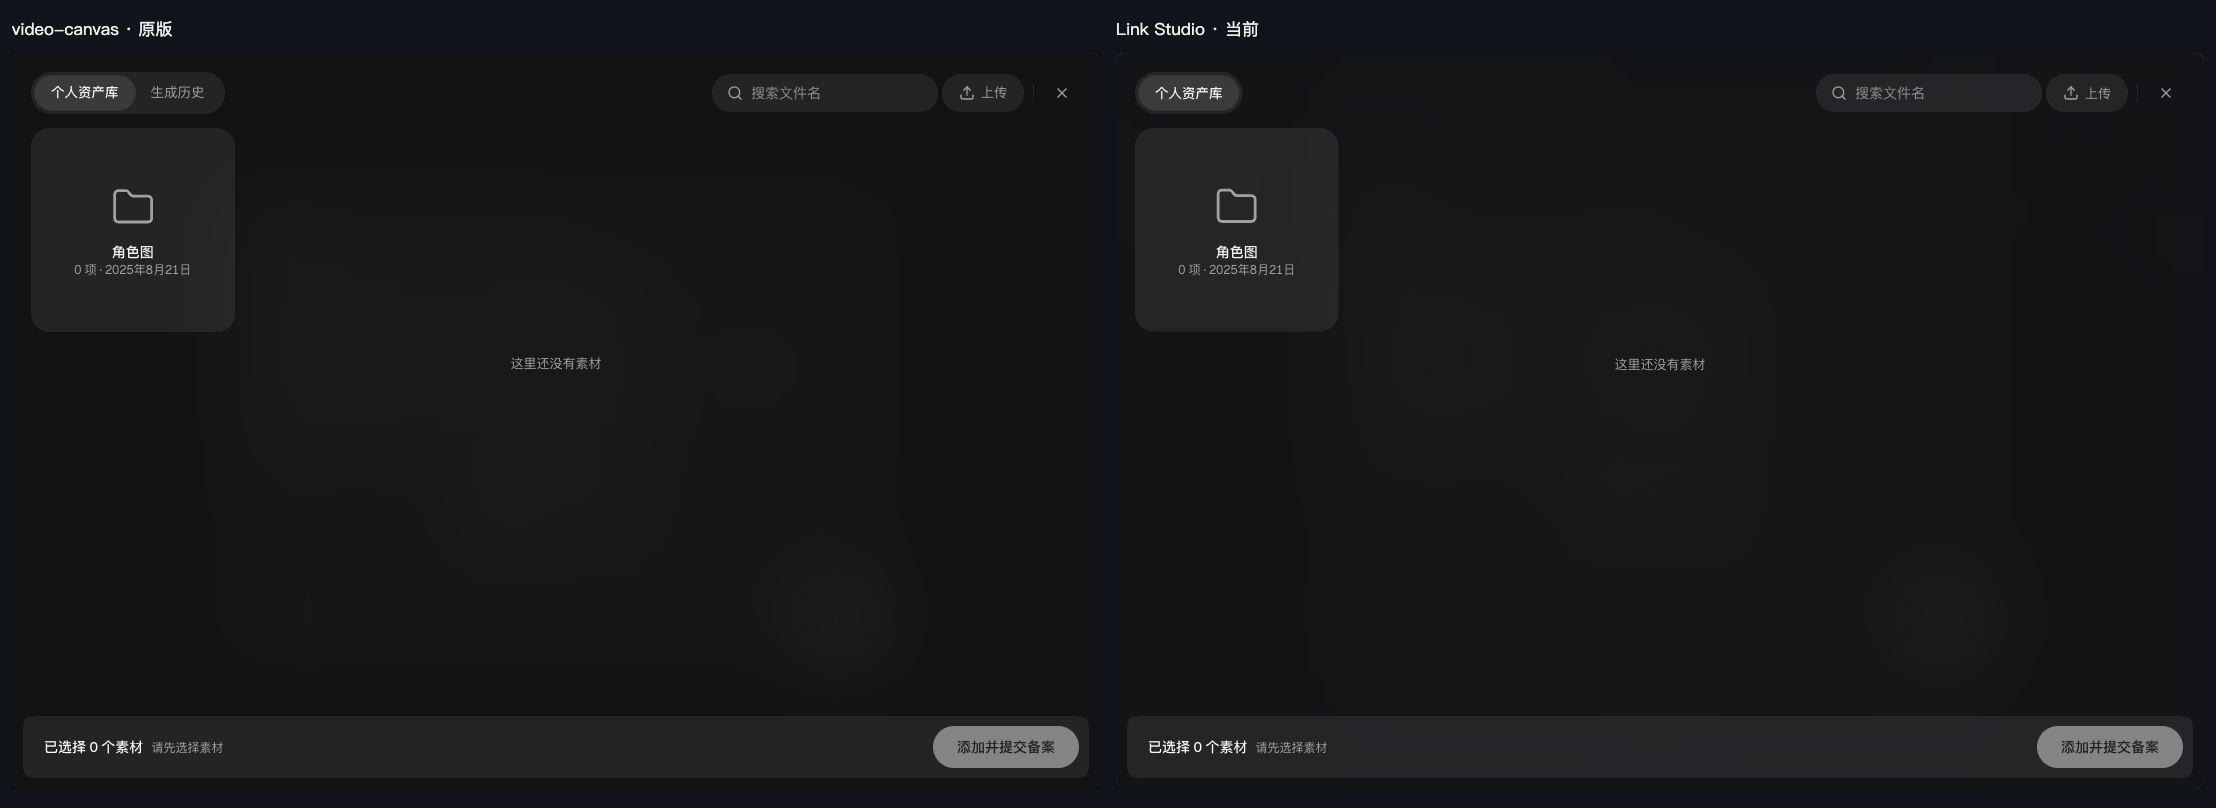 video-canvas · 原版
个人资产库 生成历史 搜索文件名 上传
角色图
0 项 · 2025年8月21日
这里还没有素材
已选择 0 个素材 请先选择素材 添加并提交备案
Link Studio · 当前
个人资产库 搜索文件名 上传
角色图
0 项 · 2025年8月21日
这里还没有素材
已选择 0 个素材 请先选择素材 添加并提交备案